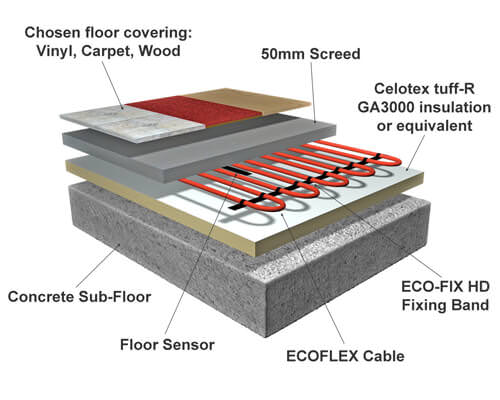 Chosen floor covering:
Vinyl, Carpet, Wood
50mm Screed
Celotex tuff-R
GA3000 insulation
or equivalent
Concrete Sub-Floor
Floor Sensor
ECOFLEX Cable
ECO-FIX HD
Fixing Band